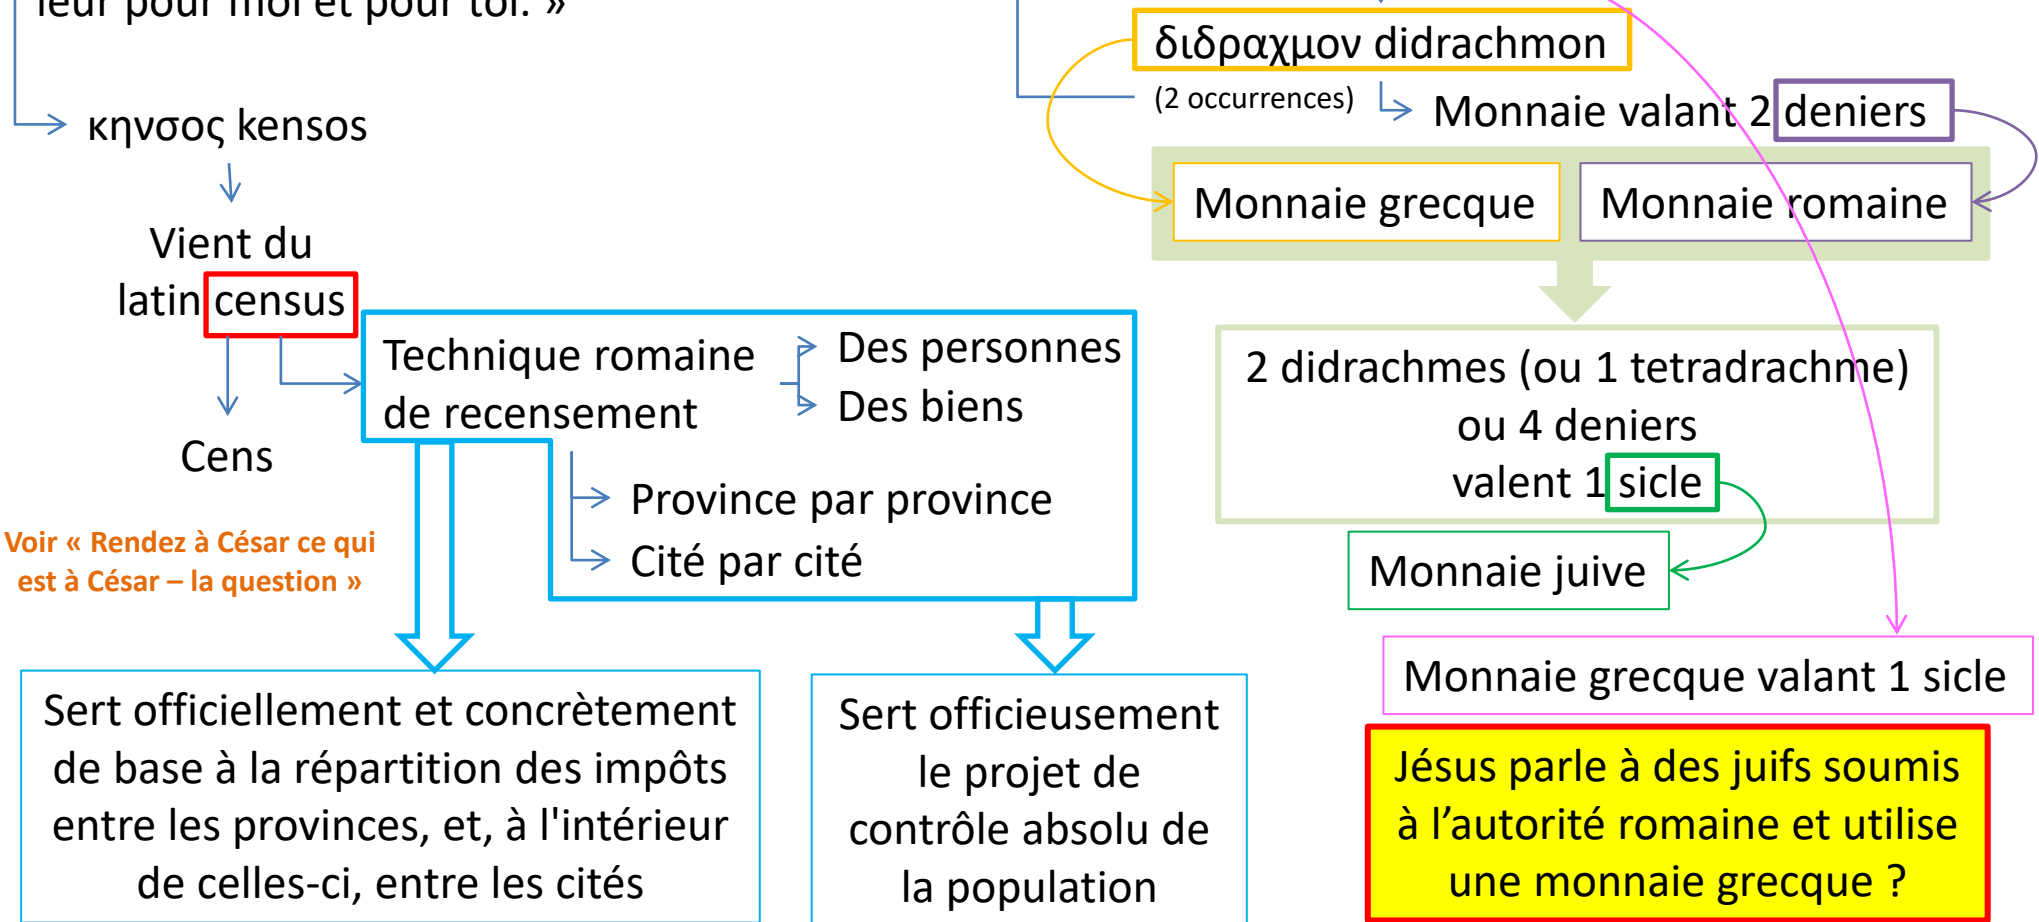 leur pour moi et pour toi. »
κηνσος kensos
Vient du
latin census
Cens
Voir « Rendez à César ce qui
est à César – la question »
Technique romaine
de recensement
Des personnes
Des biens
Province par province
Cité par cité
Sert officiellement et concrètement
de base à la répartition des impôts
entre les provinces, et, à l'intérieur
de celles-ci, entre les cités
Sert officieusement
le projet de
contrôle absolu de
la population
διδραχμον didrachmon
(2 occurrences)
Monnaie valant 2 deniers
Monnaie grecque
Monnaie romaine
2 didrachmes (ou 1 tetradrachme)
ou 4 deniers
valent 1 sicle
Monnaie juive
Monnaie grecque valant 1 sicle
Jésus parle à des juifs soumis
à l’autorité romaine et utilise
une monnaie grecque ?